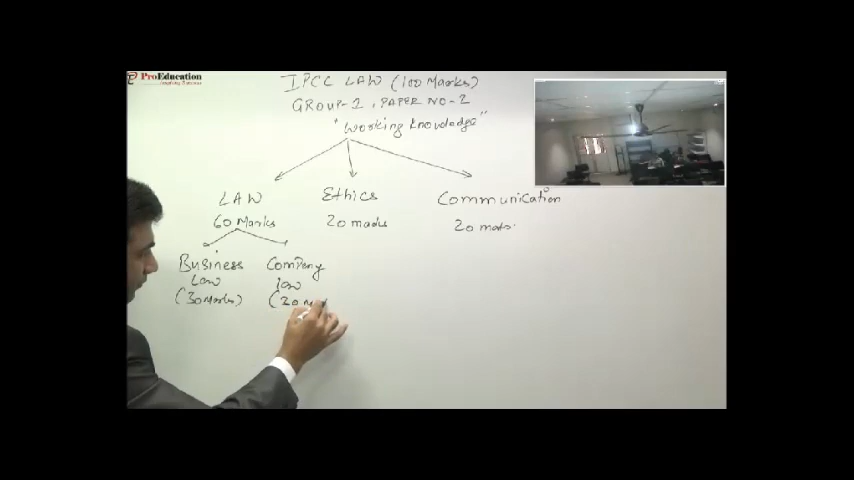 ProEducation
IPCC LAW (100 Marks)
GROUP-1, PAPER NO-2
"Working Knowledge"
LAW
Ethics
Communication
60 Marks
20 marks
20 marks
Business
Law
(30 Marks)
Company
law
(30 M